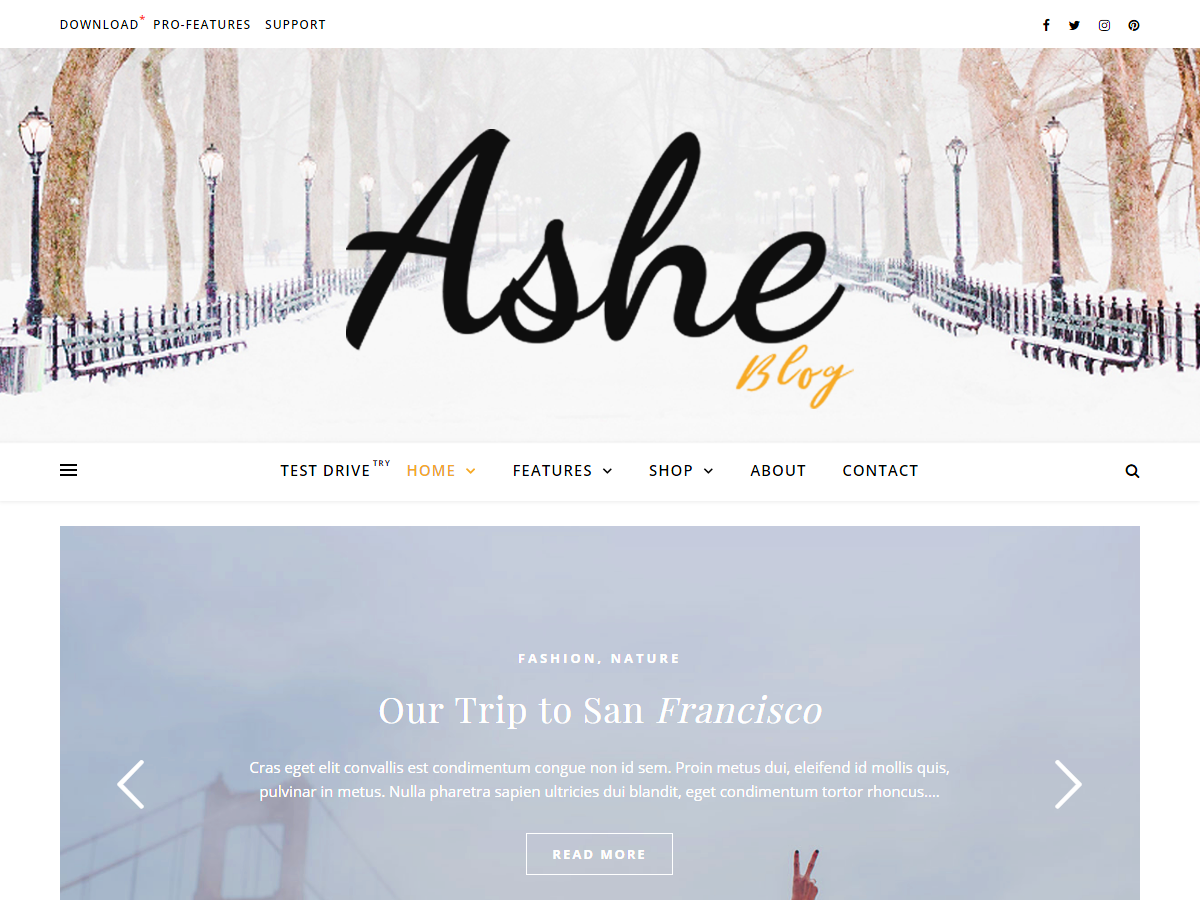 DOWNLOAD* PRO-FEATURES SUPPORT
Ashe
Blog
TEST DRIVE TRY HOME FEATURES SHOP ABOUT CONTACT
FASHION, NATURE
Our Trip to San Francisco
Cras eget elit convallis est condimentum congue non id sem. Proin metus dui, eleifend id mollis quis,
pulvinar in metus. Nulla pharetra sapien ultricies dui blandit, eget condimentum tortor rhoncus....
READ MORE